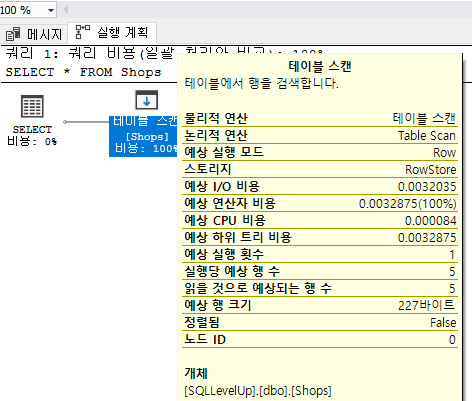 100 %
메시지 실행 계획
쿼리 1: 쿼리 비용(일괄 처리와 비교): 100%
SELECT * FROM Shops
SELECT
비용: 0%
테이블 스캔
[Shops]
비용: 100%
테이블 스캔
테이블에서 행을 검색합니다.
물리적 연산 테이블 스캔
논리적 연산 Table Scan
예상 실행 모드 Row
스토리지 RowStore
예상 I/O 비용 0.0032035
예상 연산자 비용 0.0032875(100%)
예상 CPU 비용 0.000084
예상 하위 트리 비용 0.0032875
예상 실행 횟수 1
실행당 예상 행 수 5
읽을 것으로 예상되는 행 수 5
예상 행 크기 227바이트
정렬됨 False
노드 ID 0
개체
[SQLLevelUp].[dbo].[Shops]